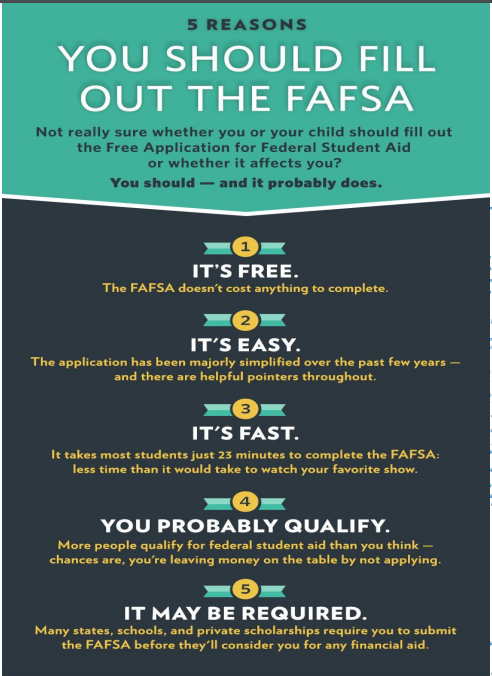 5 REASONS
YOU SHOULD FILL
OUT THE FAFSA
Not really sure whether you or your child should fill out
the Free Application for Federal Student Aid
or whether it affects you?
You should — and it probably does.
1
IT'S FREE.
The FAFSA doesn't cost anything to complete.
2
IT'S EASY.
The application has been majorly simplified over the past few years —
and there are helpful pointers throughout.
3
IT'S FAST.
It takes most students just 23 minutes to complete the FAFSA:
less time than it would take to watch your favorite show.
4
YOU PROBABLY QUALIFY.
More people qualify for federal student aid than you think —
chances are, you're leaving money on the table by not applying.
5
IT MAY BE REQUIRED.
Many states, schools, and private scholarships require you to submit
the FAFSA before they'll consider you for any financial aid.